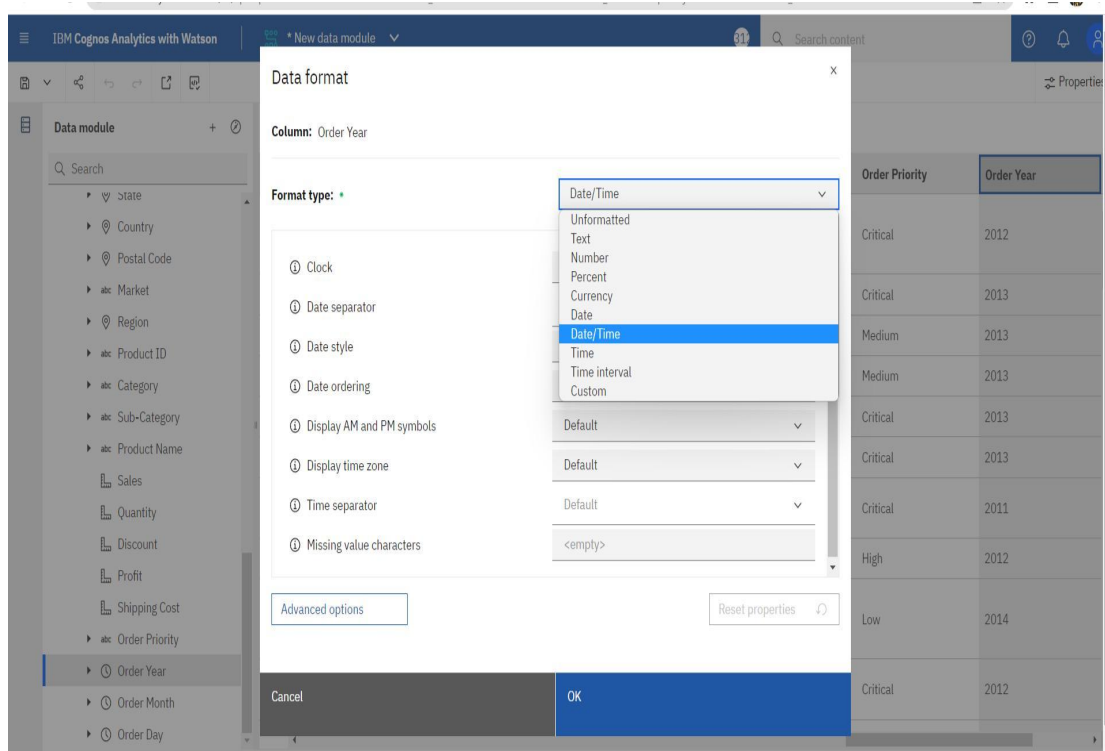 IBM Cognos Analytics with Watson
* New data module
Search content
Properties
Data module
Search
State
Country
Postal Code
abc Market
Region
abc Product ID
abc Category
abc Sub-Category
abc Product Name
Sales
Quantity
Discount
Profit
Shipping Cost
abc Order Priority
Order Year
Order Month
Order Day
Data format
x
Column: Order Year
Format type: *
Date/Time
Unformatted
Text
Number
Percent
Currency
Date
Date/Time
Time
Time interval
Custom
Clock
Date separator
Date style
Date ordering
Display AM and PM symbols Default
Display time zone Default
Time separator Default
Missing value characters <empty>
Advanced options
Reset properties
Cancel
OK
Order Priority Order Year
Critical 2012
Critical 2013
Medium 2013
Medium 2013
Critical 2013
Critical 2013
Critical 2011
High 2012
Low 2014
Critical 2012